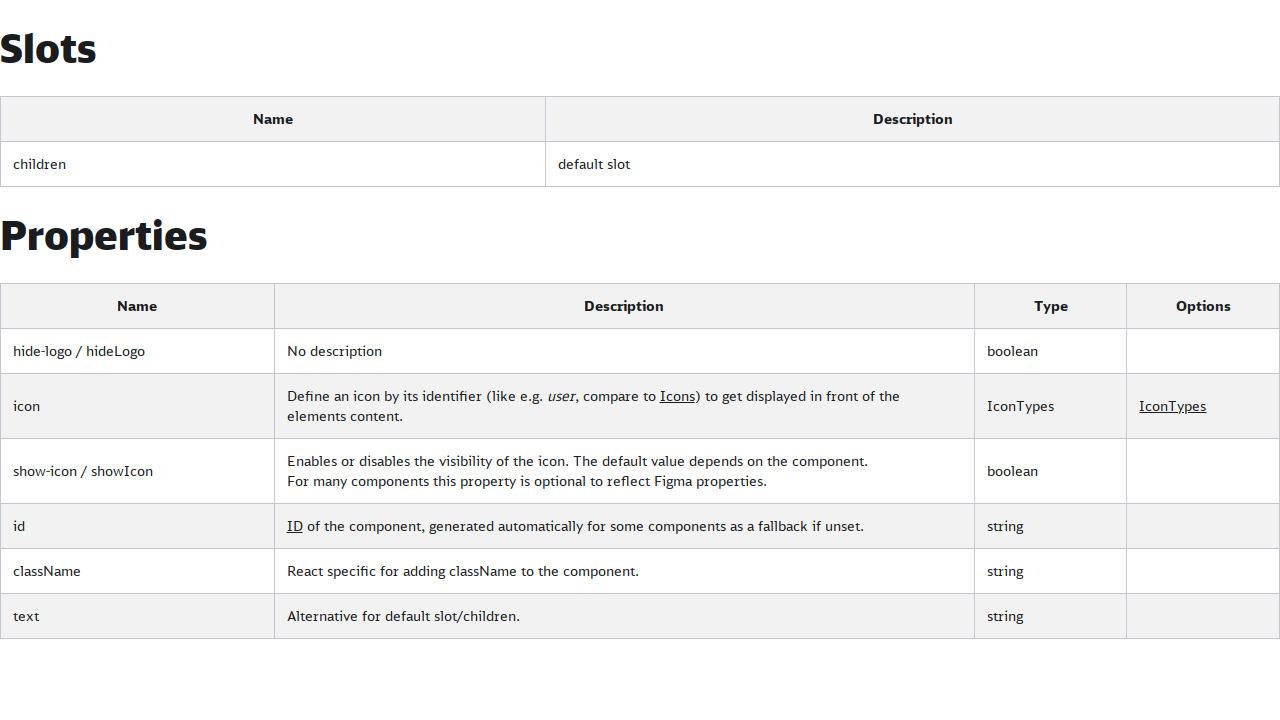 Slots
Name Description
children default slot
Properties
Name Description Type Options
hide-logo / hideLogo No description boolean
icon Define an icon by its identifier (like e.g. user, compare to Icons) to get displayed in front of the elements content. IconTypes IconTypes
show-icon / showIcon Enables or disables the visibility of the icon. The default value depends on the component.
For many components this property is optional to reflect Figma properties. boolean
id ID of the component, generated automatically for some components as a fallback if unset. string
className React specific for adding className to the component. string
text Alternative for default slot/children. string